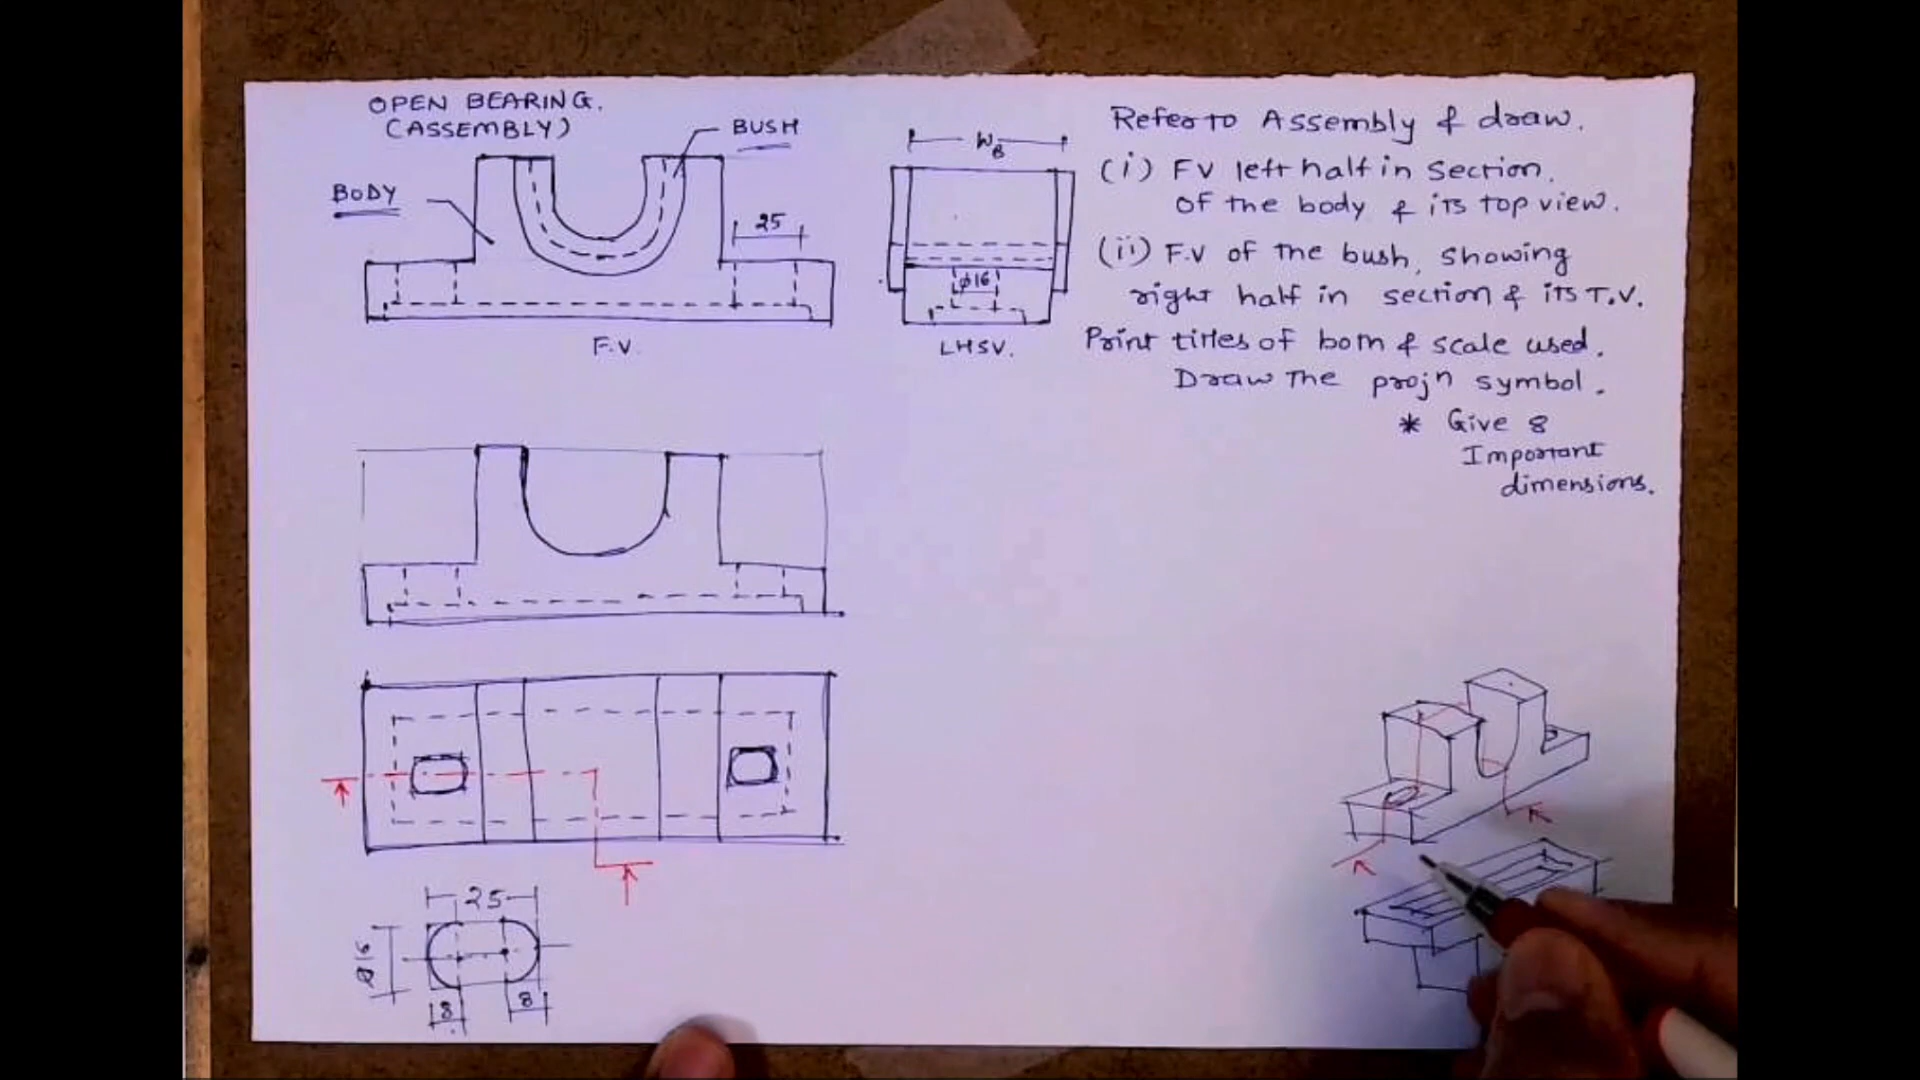 OPEN BEARING.
(ASSEMBLY)
BUSH
BODY
25
F.V.
WB
φ16
LHSV.
Refer to Assembly & draw.
(i) FV left half in section.
of the body & its top view.
(ii) F.V of the bush, showing
right half in section & its T.V.
Print titles of both & scale used.
Draw the projn symbol.
* Give 8
Important
dimensions.
25
φ16
8
8